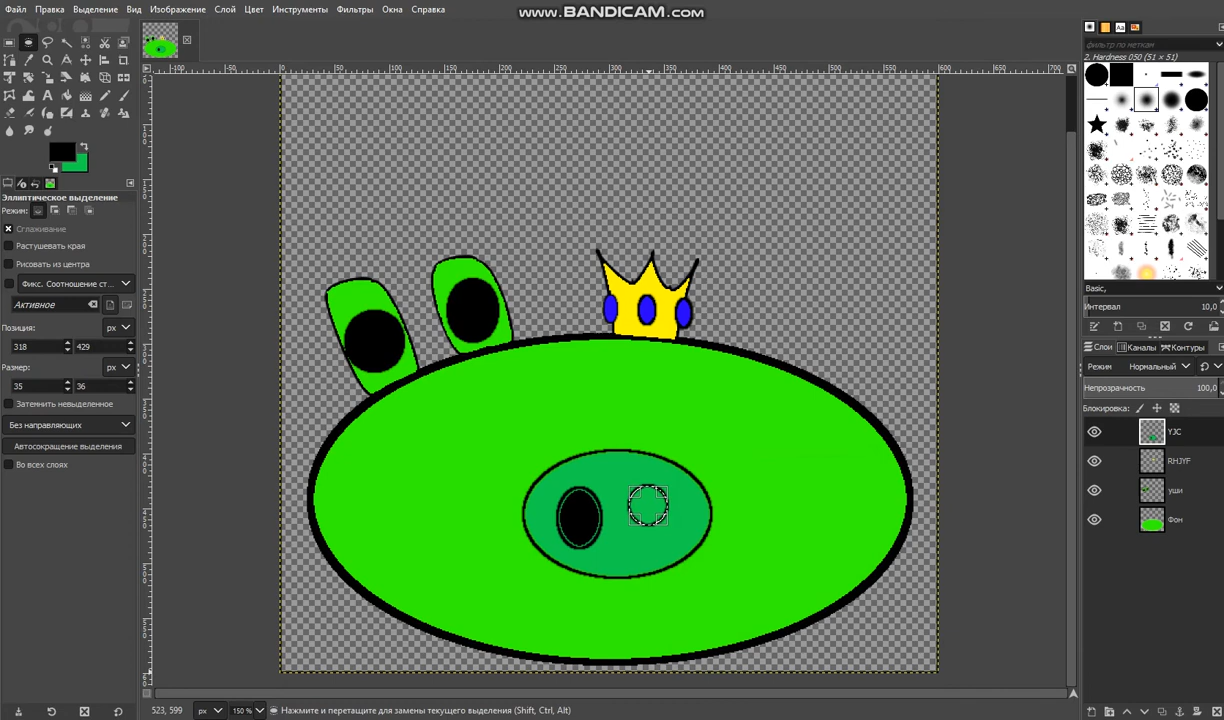 Файл Правка Выделение Вид Изображение Слой Цвет Инструменты Фильтры Окна Справка
www.BANDICAM.com
фильтр по меткам
2. Hardness 050 (51 × 51)
Эллиптическое выделение
Режим:
Сглаживание
Растушевать края
Рисовать из центра
Фикс. Соотношение ст...
Активное
Позиция:
px
318 429
Размер:
px
35 36
Затемнить невыделенное
Без направляющих
Автосокращение выделения
Во всех слоях
Basic,
Интервал 10,0
Слои Каналы Контуры
Режим Нормальный
Непрозрачность 100,0
Блокировка:
YJC
RHJYF
уши
Фон
523, 599 px 150 % Нажмите и перетащите для замены текущего выделения (Shift, Ctrl, Alt)